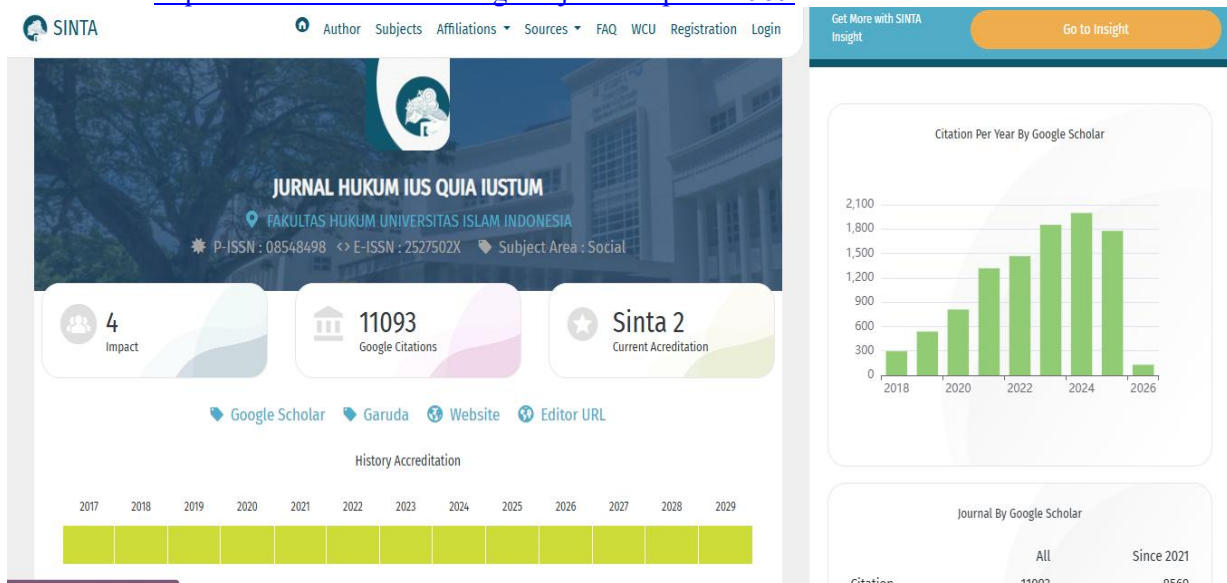 SINTA
Author Subjects Affiliations Sources FAQ WCU Registration Login
JURNAL HUKUM IUS QUIA IUSTUM
FAKULTAS HUKUM UNIVERSITAS ISLAM INDONESIA
P-ISSN : 08548498 <> E-ISSN : 2527502X Subject Area : Social
4
Impact
11093
Google Citations
Sinta 2
Current Acreditation
Google Scholar Garuda Website Editor URL
History Accreditation
2017 2018 2019 2020 2021 2022 2023 2024 2025 2026 2027 2028 2029
Get More with SINTA
Insight
Go to Insight
Citation Per Year By Google Scholar
2,100
1,800
1,500
1,200
900
600
300
0
2018 2020 2022 2024 2026
Journal By Google Scholar
All Since 2021
Citation 11093 8569